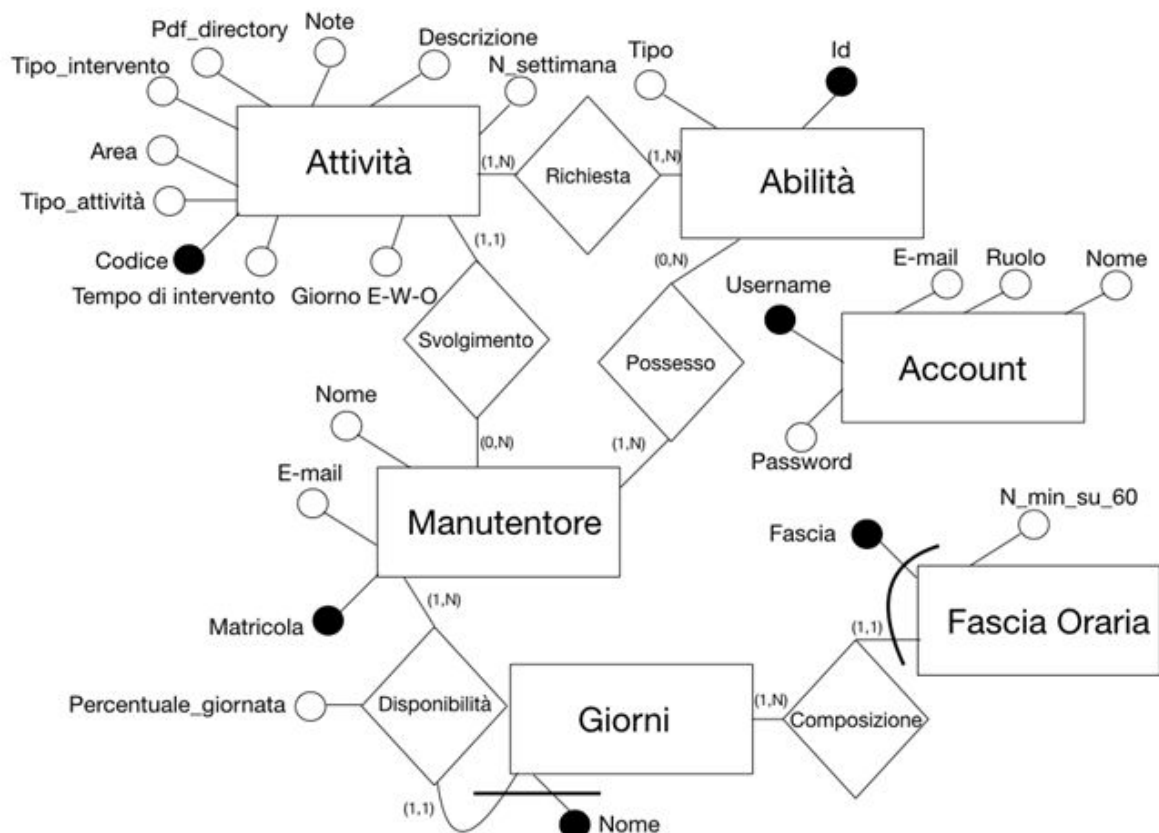 Pdf_directory
Note
Descrizione
Tipo_intervento
N_settimana
Area
Tipo_attività
Codice
Tempo di intervento
Giorno E-W-O
Attività
(1,N)
Richiesta
(1,N)
Tipo
Id
Abilità
(1,1)
Svolgimento
(0,N)
(0,N)
Possesso
(1,N)
E-mail
Ruolo
Nome
Username
Account
Password
Nome
E-mail
Manutentore
Matricola
(1,N)
Percentuale_giornata
Disponibilità
(1,1)
Giorni
Nome
(1,N)
Composizione
(1,1)
Fascia
N_min_su_60
Fascia Oraria